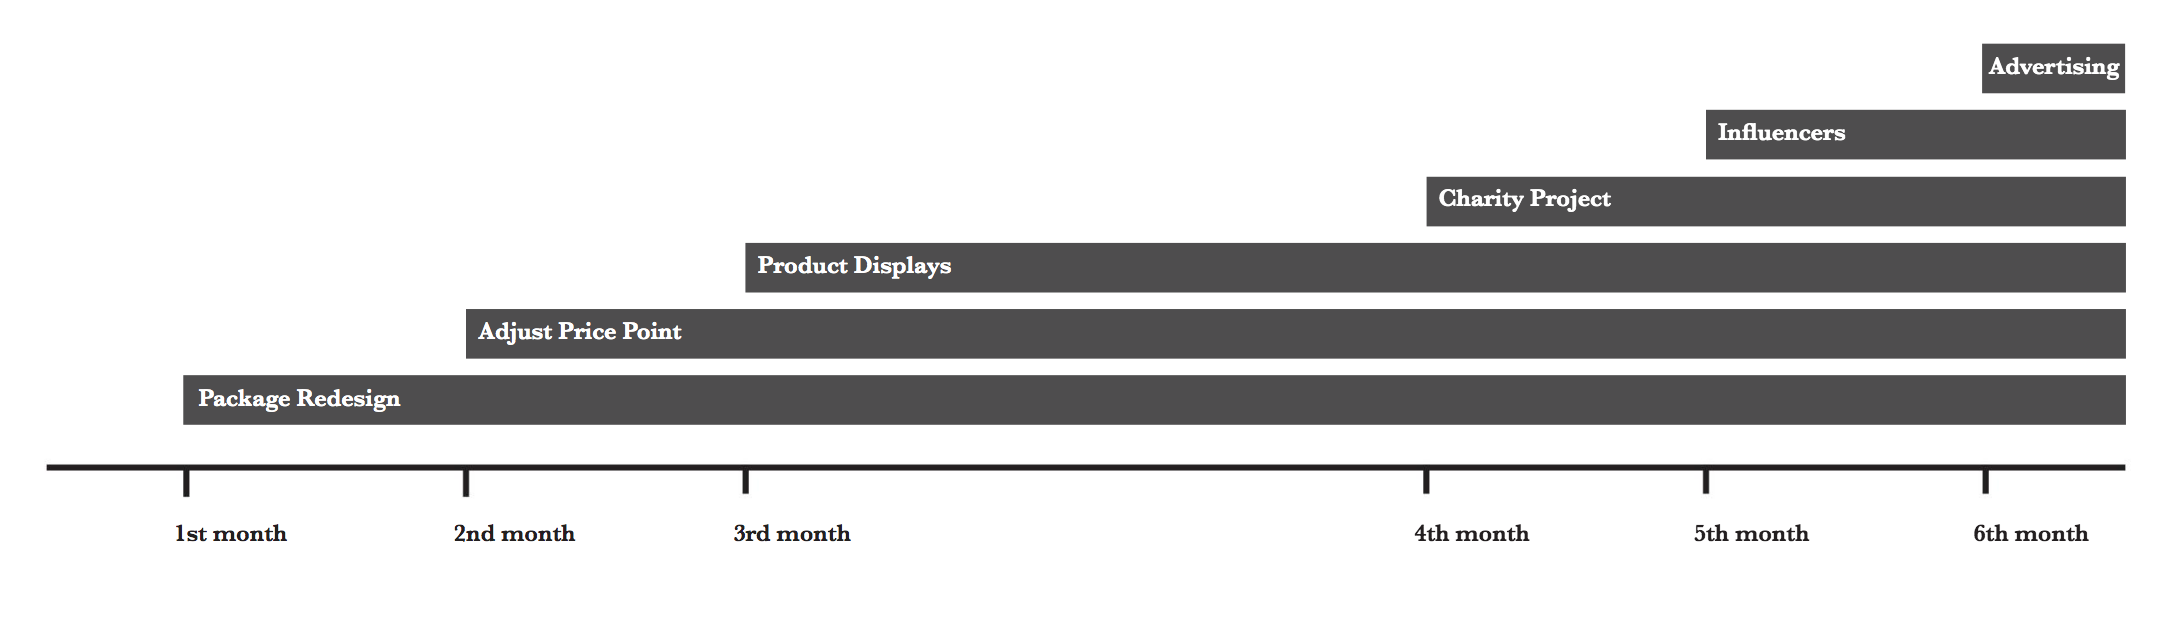 Advertising
Influencers
Charity Project
Product Displays
Adjust Price Point
Package Redesign
1st month
2nd month
3rd month
4th month
5th month
6th month